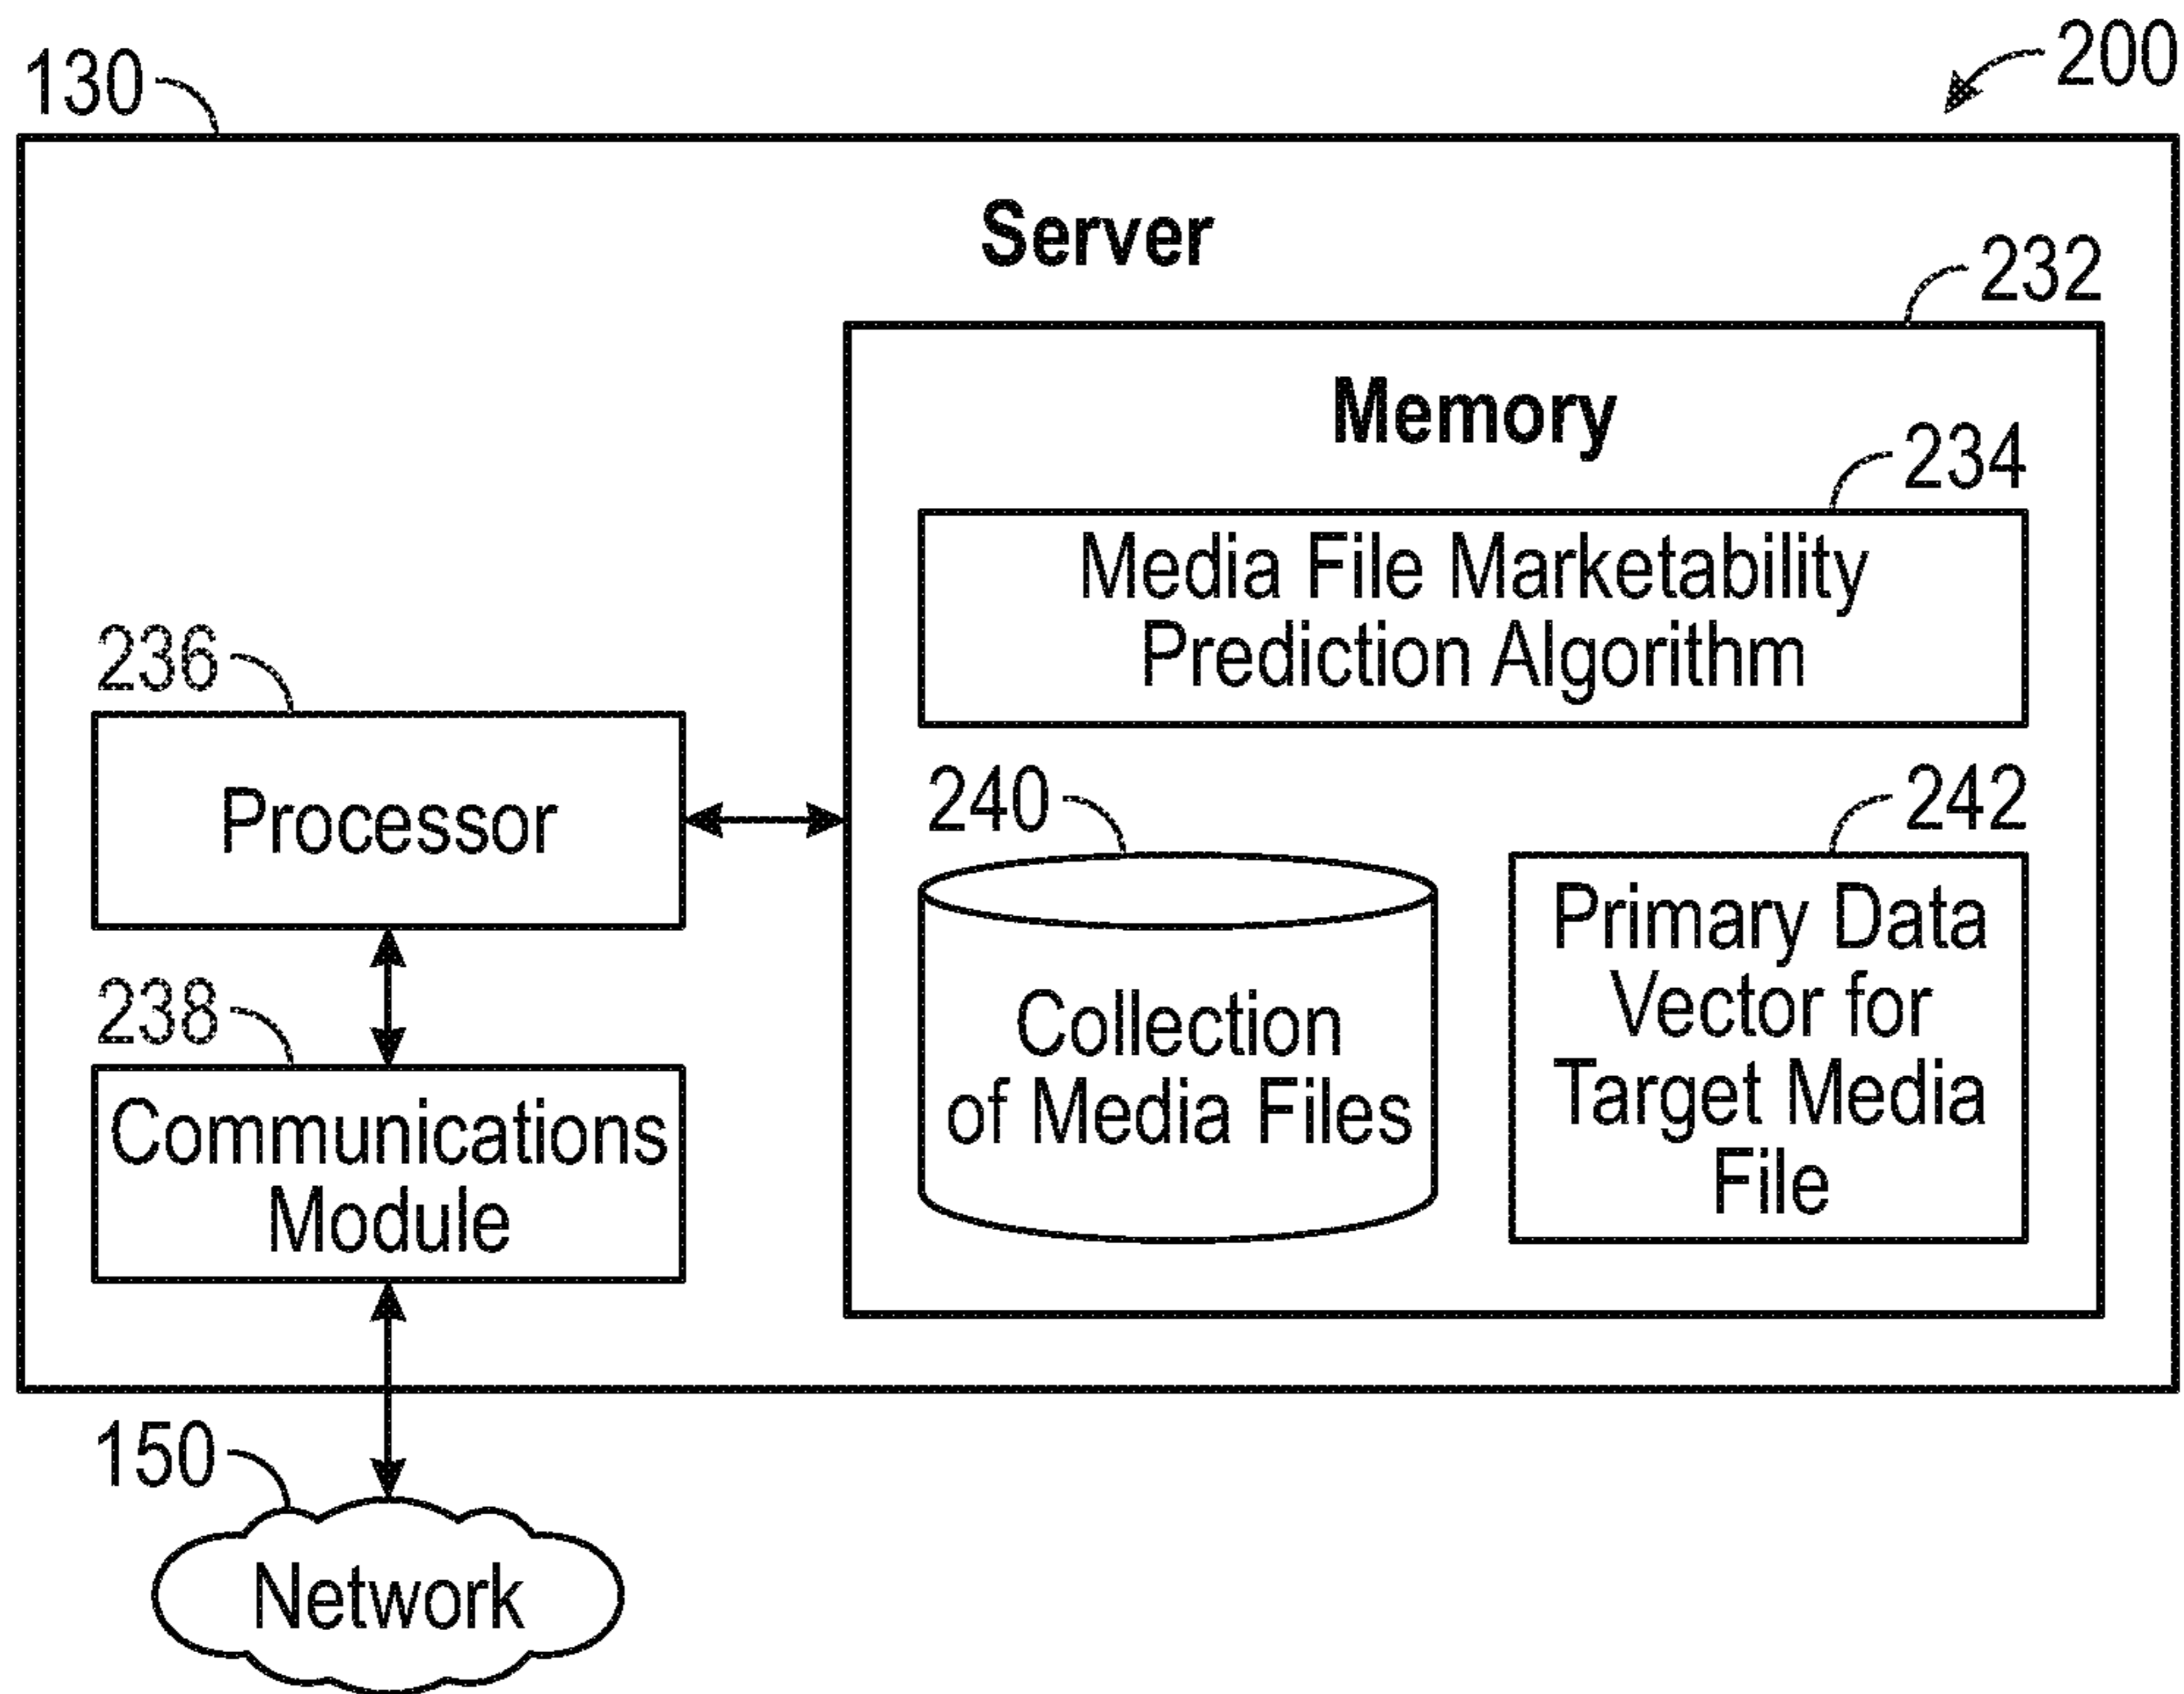 200
130
Server
232
Memory
234
Media File Marketability
Prediction Algorithm
236
Processor
240
Collection
of Media Files
242
Primary Data
Vector for
Target Media
File
238
Communications
Module
150
Network